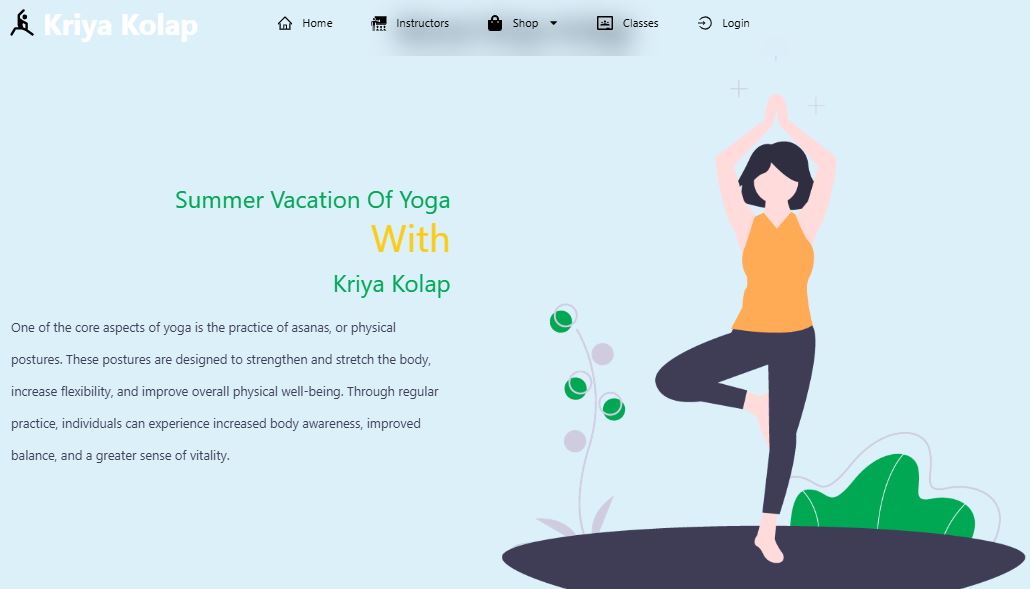 Kriya Kolap
Home Instructors Shop Classes Login
Summer Vacation Of Yoga
With
Kriya Kolap
One of the core aspects of yoga is the practice of asanas, or physical
postures. These postures are designed to strengthen and stretch the body,
increase flexibility, and improve overall physical well-being. Through regular
practice, individuals can experience increased body awareness, improved
balance, and a greater sense of vitality.